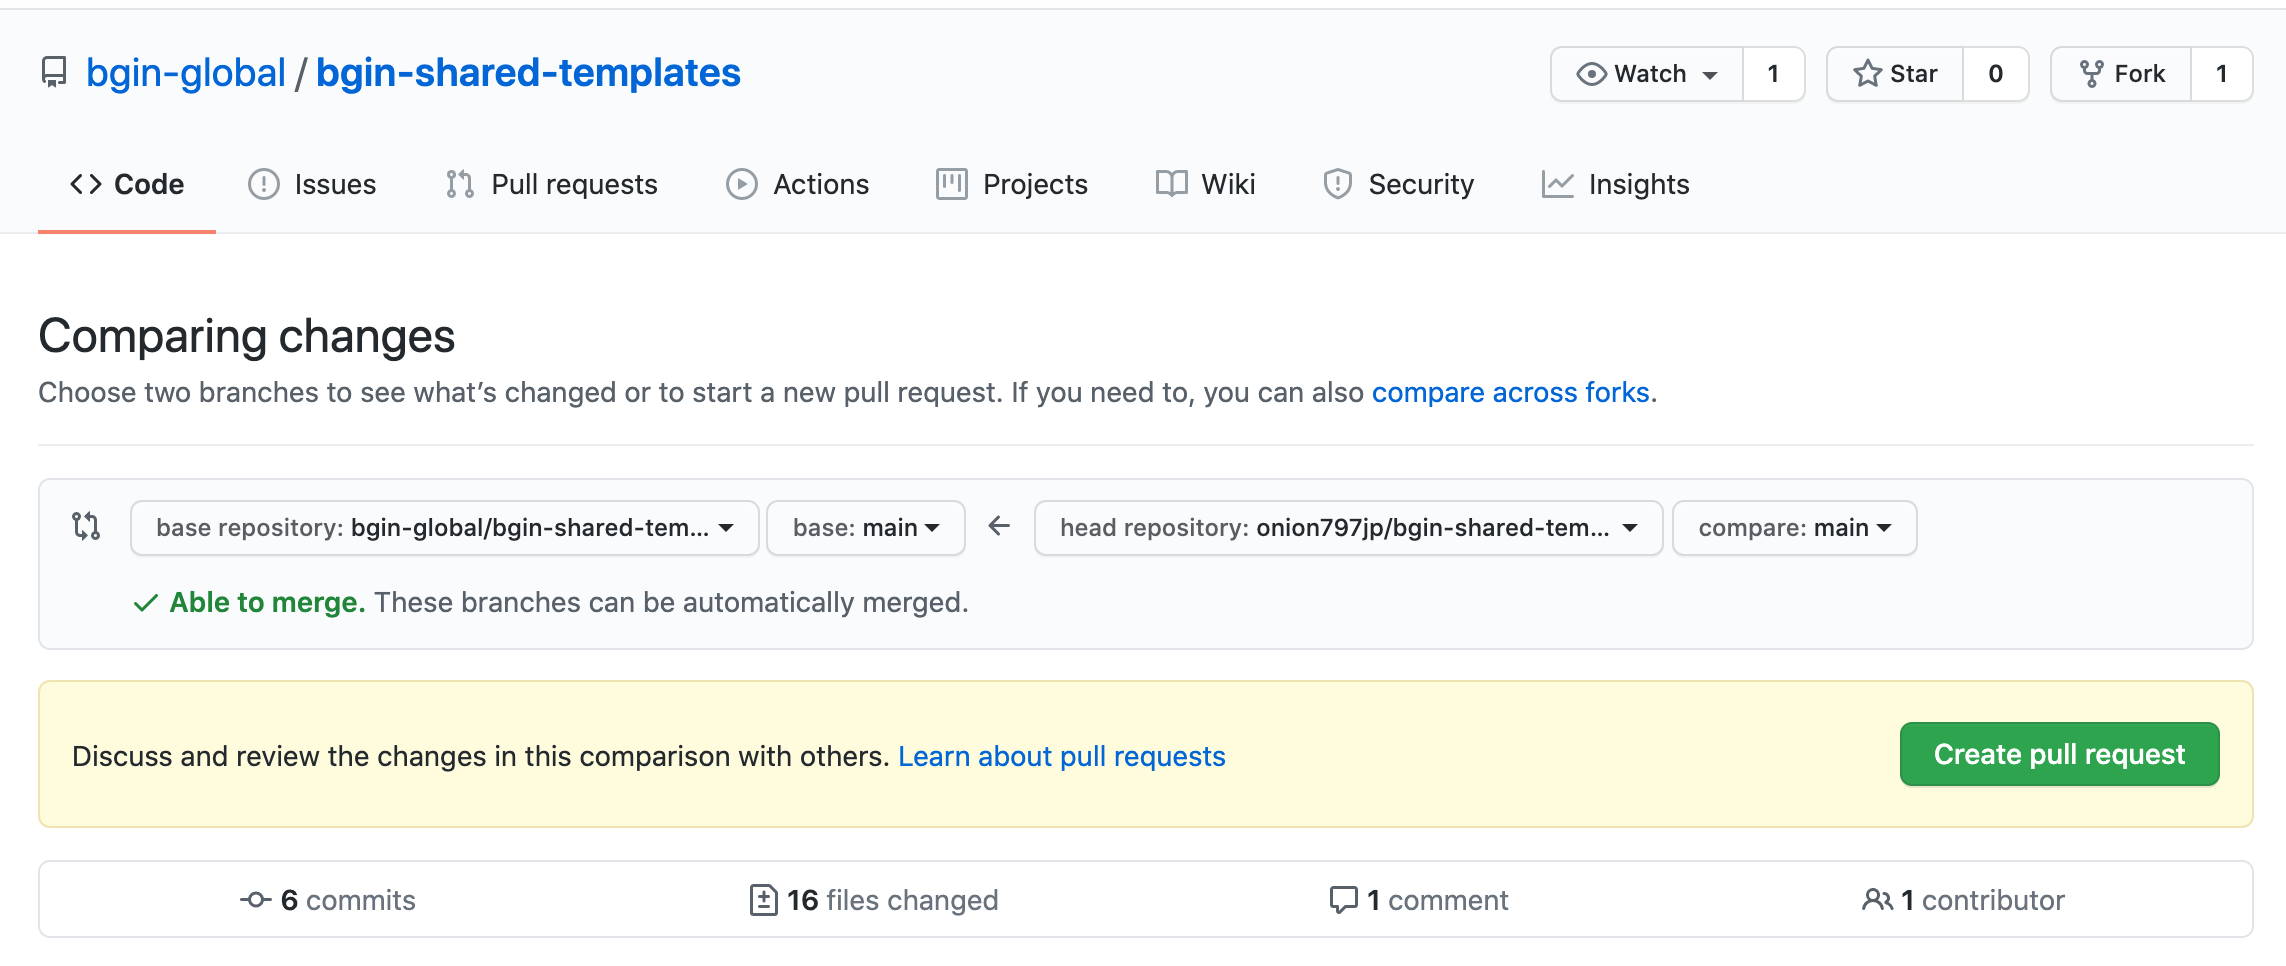 bgin-global / bgin-shared-templates Watch 1 Star 0 Fork 1
Code Issues Pull requests Actions Projects Wiki Security Insights
Comparing changes
Choose two branches to see what’s changed or to start a new pull request. If you need to, you can also compare across forks.
base repository: bgin-global/bgin-shared-tem... base: main ← head repository: onion797jp/bgin-shared-tem... compare: main
✓ Able to merge. These branches can be automatically merged.
Discuss and review the changes in this comparison with others. Learn about pull requests Create pull request
6 commits 16 files changed 1 comment 1 contributor